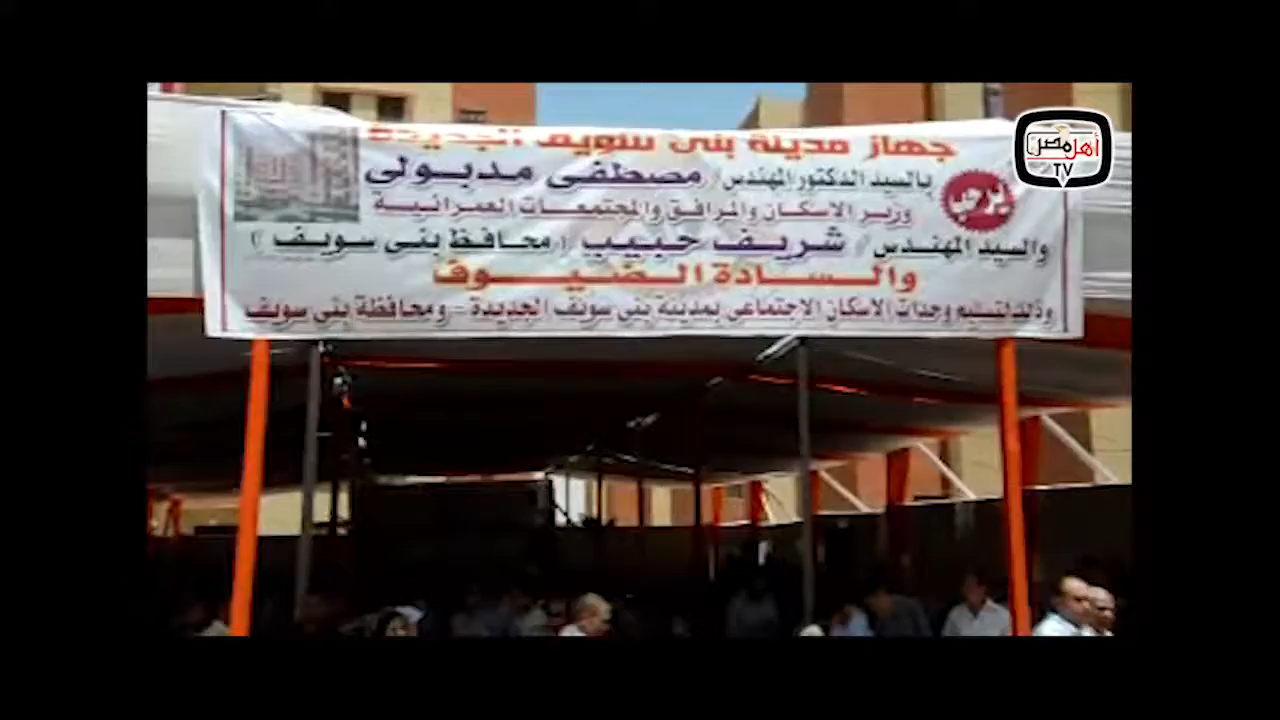 جهاز مدينة بنى سويف الجديدة
يرحب
بالسيد الدكتور المهندس / مصطفى مدبولي
وزير الاسكان والمرافق والمجتمعات العمرانية
والسيد المهندس / شريف حبيب ( محافظ بنى سويف )
والسادة الضيوف
وذلك لتسليم وحدات الاسكان الاجتماعى بمدينة بنى سويف الجديدة - ومحافظة بنى سويف
أهل مصر
TV